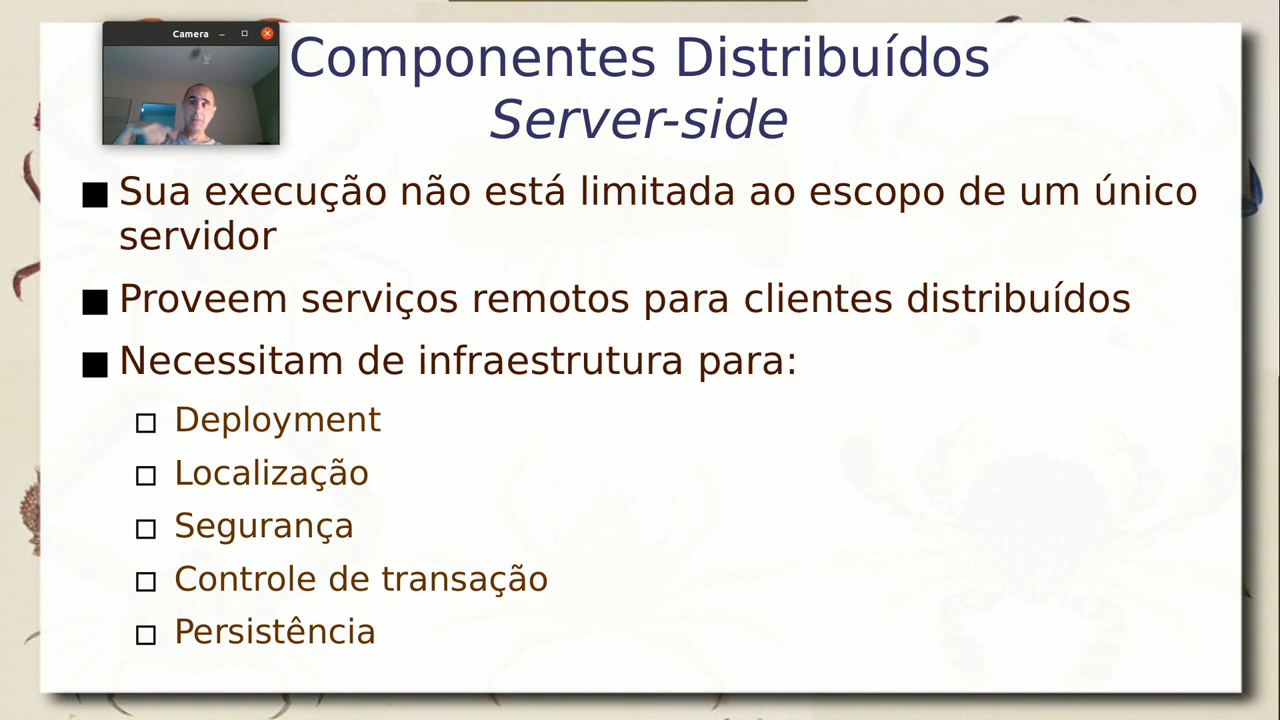 Camera
Componentes Distribuídos
Server-side
Sua execução não está limitada ao escopo de um único
servidor
Proveem serviços remotos para clientes distribuídos
Necessitam de infraestrutura para:
Deployment
Localização
Segurança
Controle de transação
Persistência